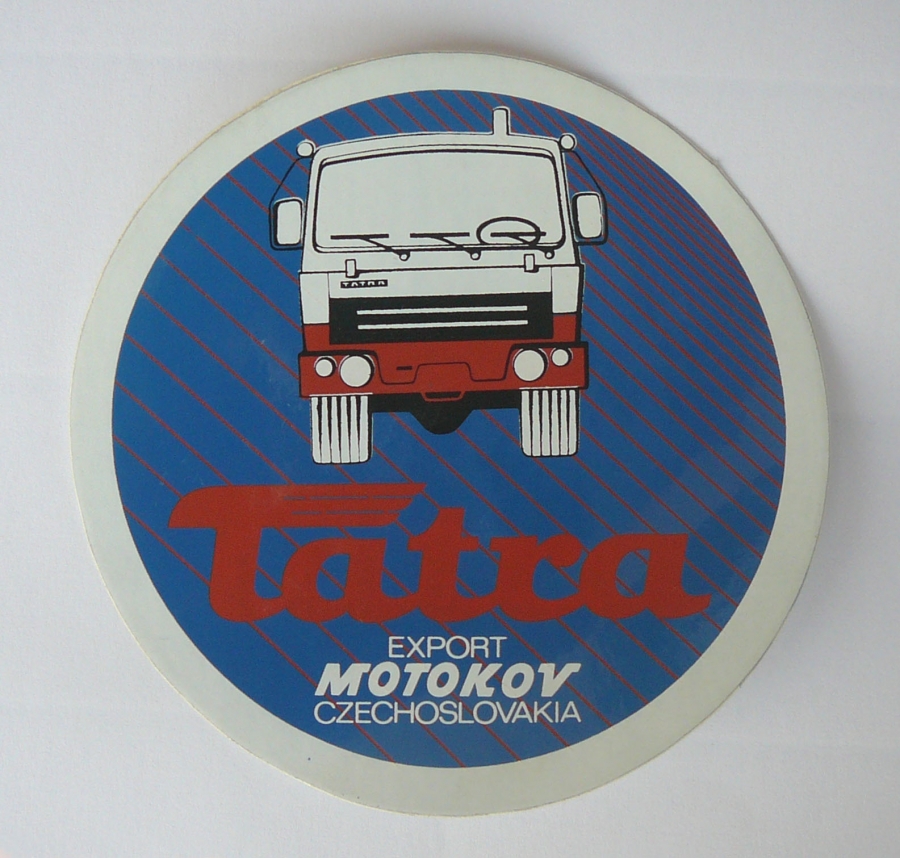 TATRA
Tatra
EXPORT
MOTOKOV
CZECHOSLOVAKIA